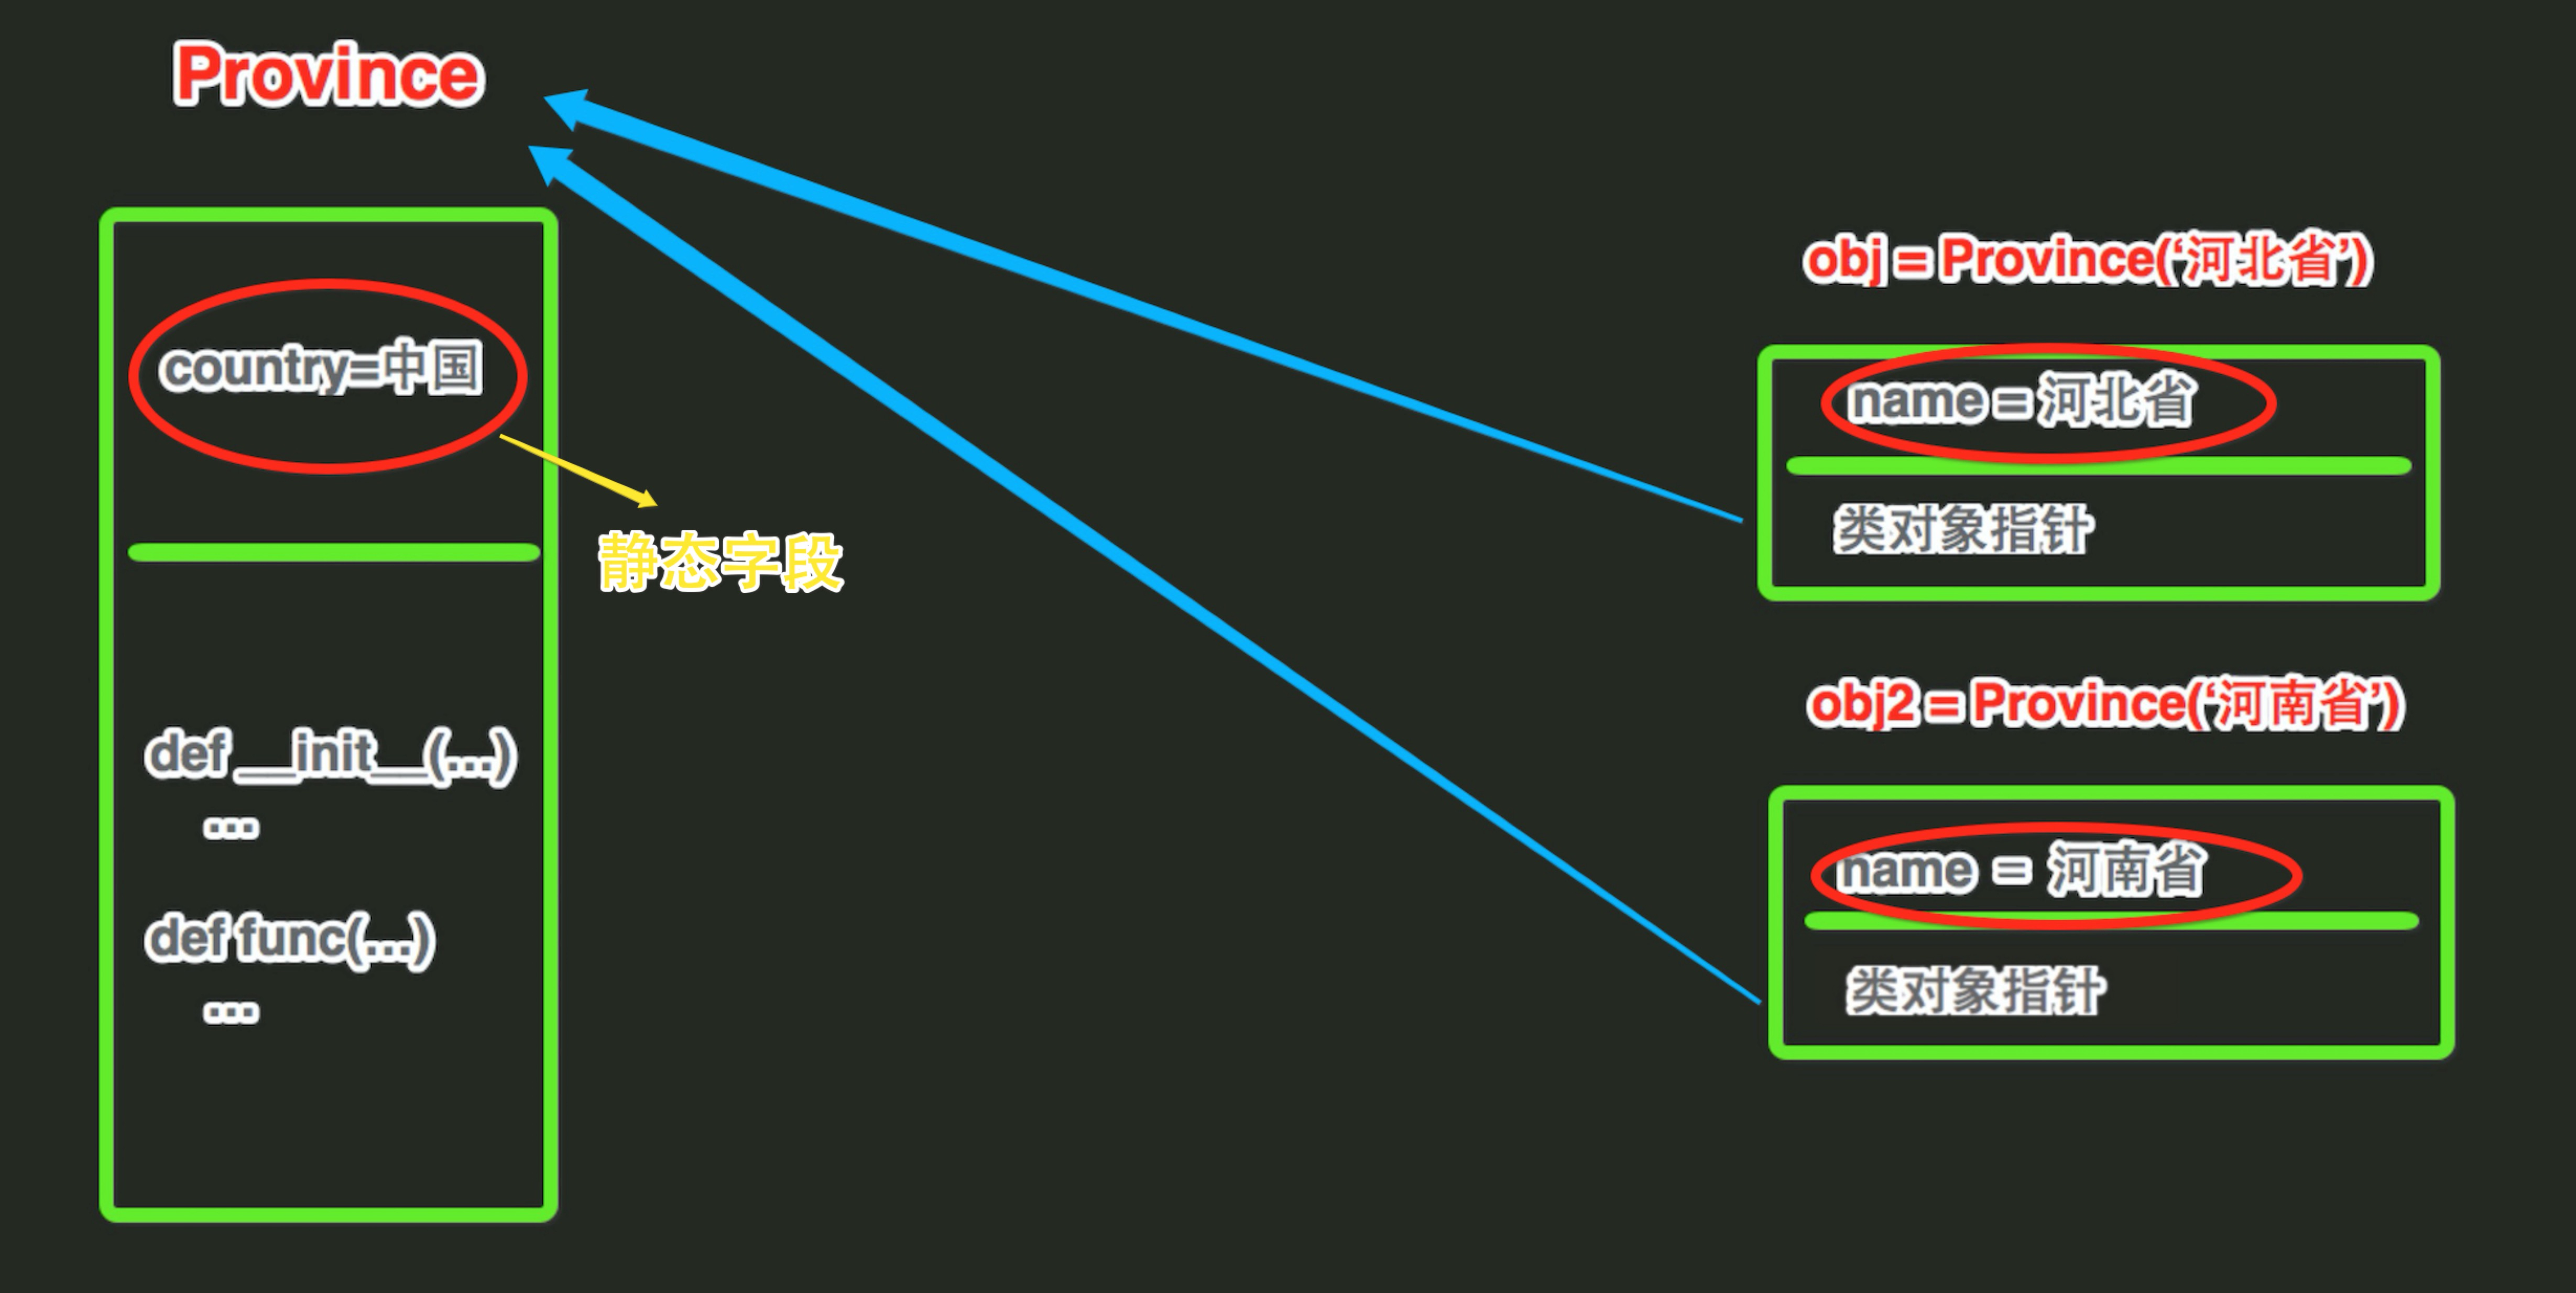 Province
country=中国
静态字段
def __init__(...)
...
def func(...)
...
obj = Province(‘河北省’)
name = 河北省
类对象指针
obj2 = Province(‘河南省’)
name = 河南省
类对象指针